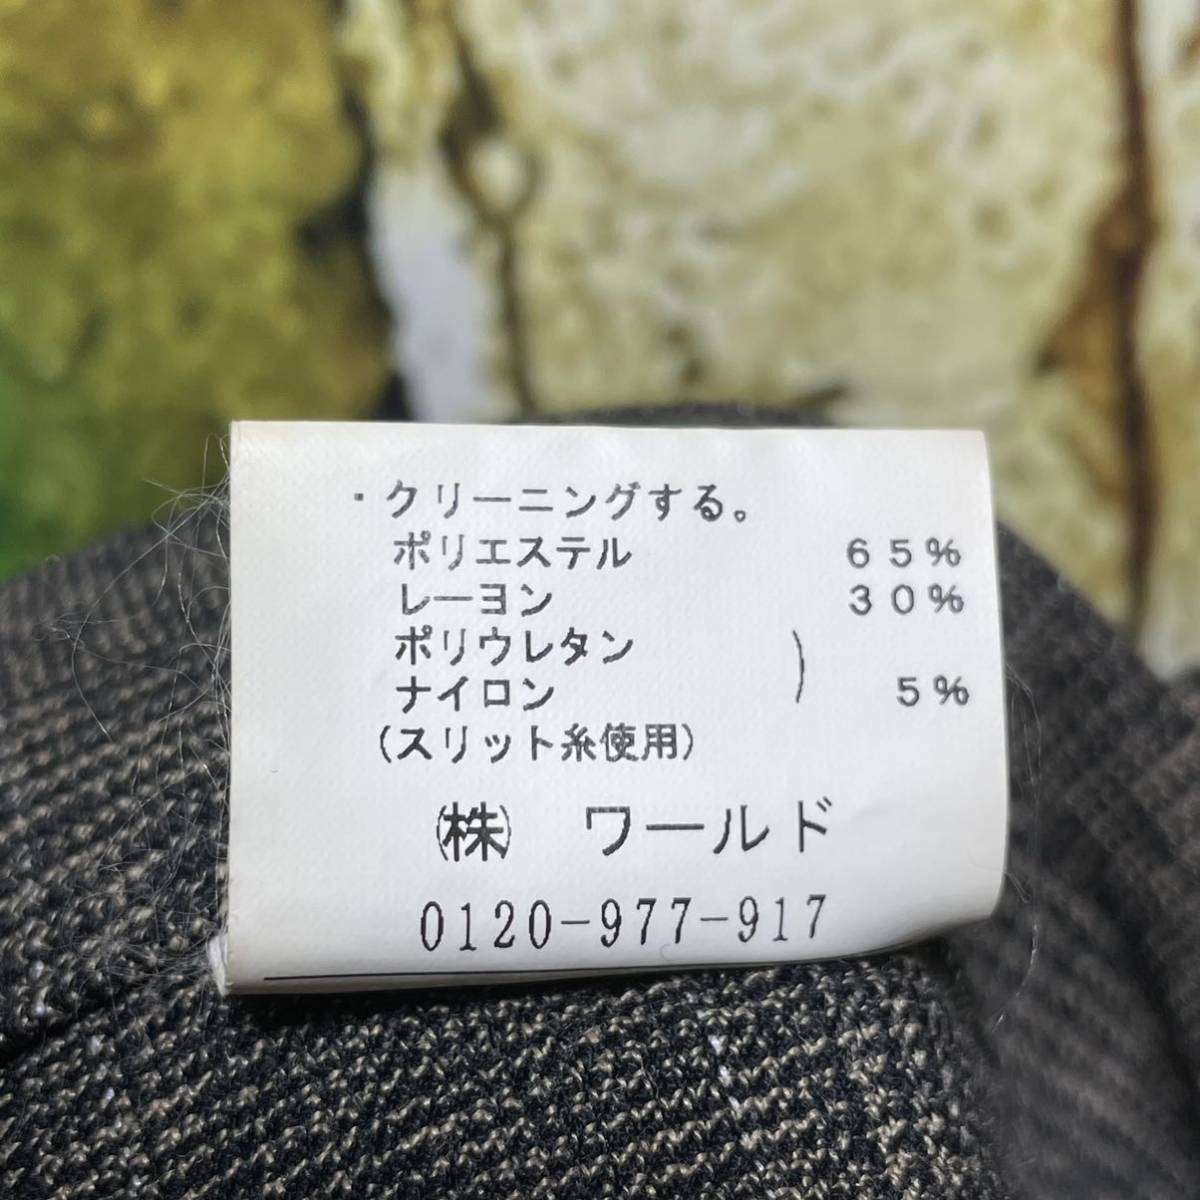 ・クリーニングする。
ポリエステル 65%
レーヨン 30%
ポリウレタン )
ナイロン 5%
(スリット糸使用)
㈱ ワールド
0120-977-917